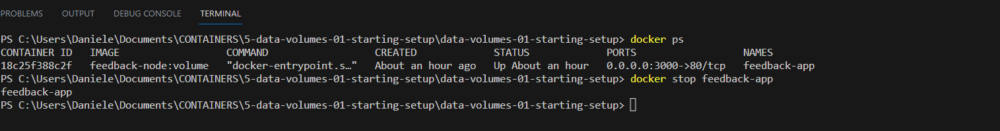 PROBLEMS OUTPUT DEBUG CONSOLE TERMINAL
PS C:\Users\Daniele\Documents\CONTAINERS\5-data-volumes-01-starting-setup\data-volumes-01-starting-setup> docker ps
CONTAINER ID IMAGE COMMAND CREATED STATUS PORTS NAMES
18c25f388c2f feedback-node:volume "docker-entrypoint.s…" About an hour ago Up About an hour 0.0.0.0:3000->80/tcp feedback-app
PS C:\Users\Daniele\Documents\CONTAINERS\5-data-volumes-01-starting-setup\data-volumes-01-starting-setup> docker stop feedback-app
feedback-app
PS C:\Users\Daniele\Documents\CONTAINERS\5-data-volumes-01-starting-setup\data-volumes-01-starting-setup>